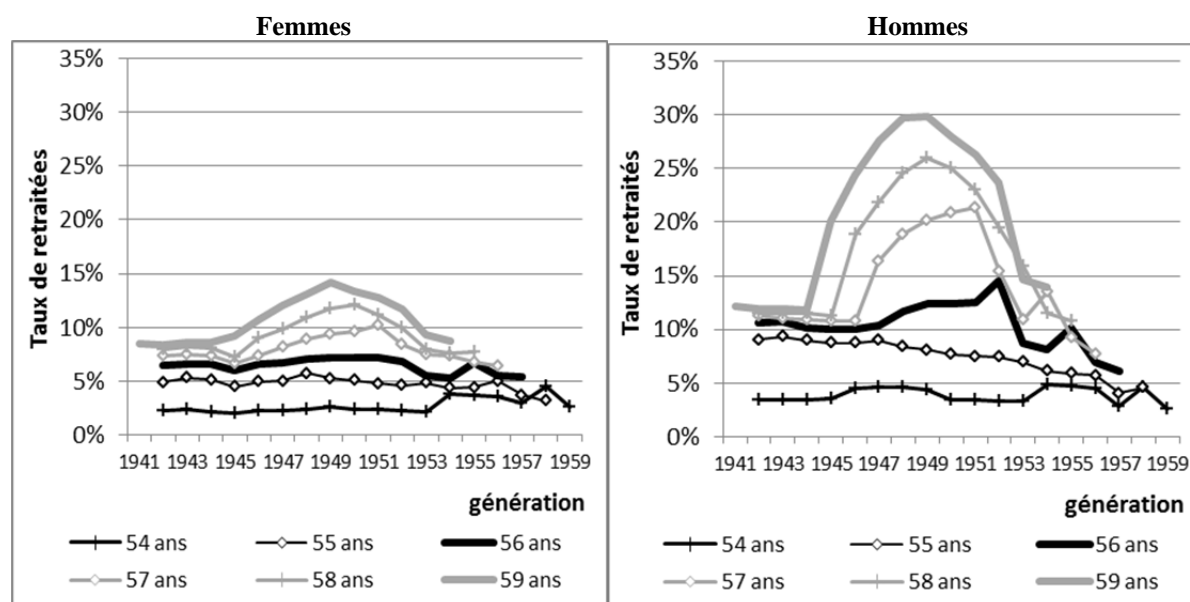 Femmes
35%
30%
25%
20%
15%
10%
5%
0%
Taux de retraitées
1941 1943 1945 1947 1949 1951 1953 1955 1957 1959
génération
54 ans 55 ans 56 ans
57 ans 58 ans 59 ans
Hommes
35%
30%
25%
20%
15%
10%
5%
0%
Taux de retraités
1941 1943 1945 1947 1949 1951 1953 1955 1957 1959
génération
54 ans 55 ans 56 ans
57 ans 58 ans 59 ans